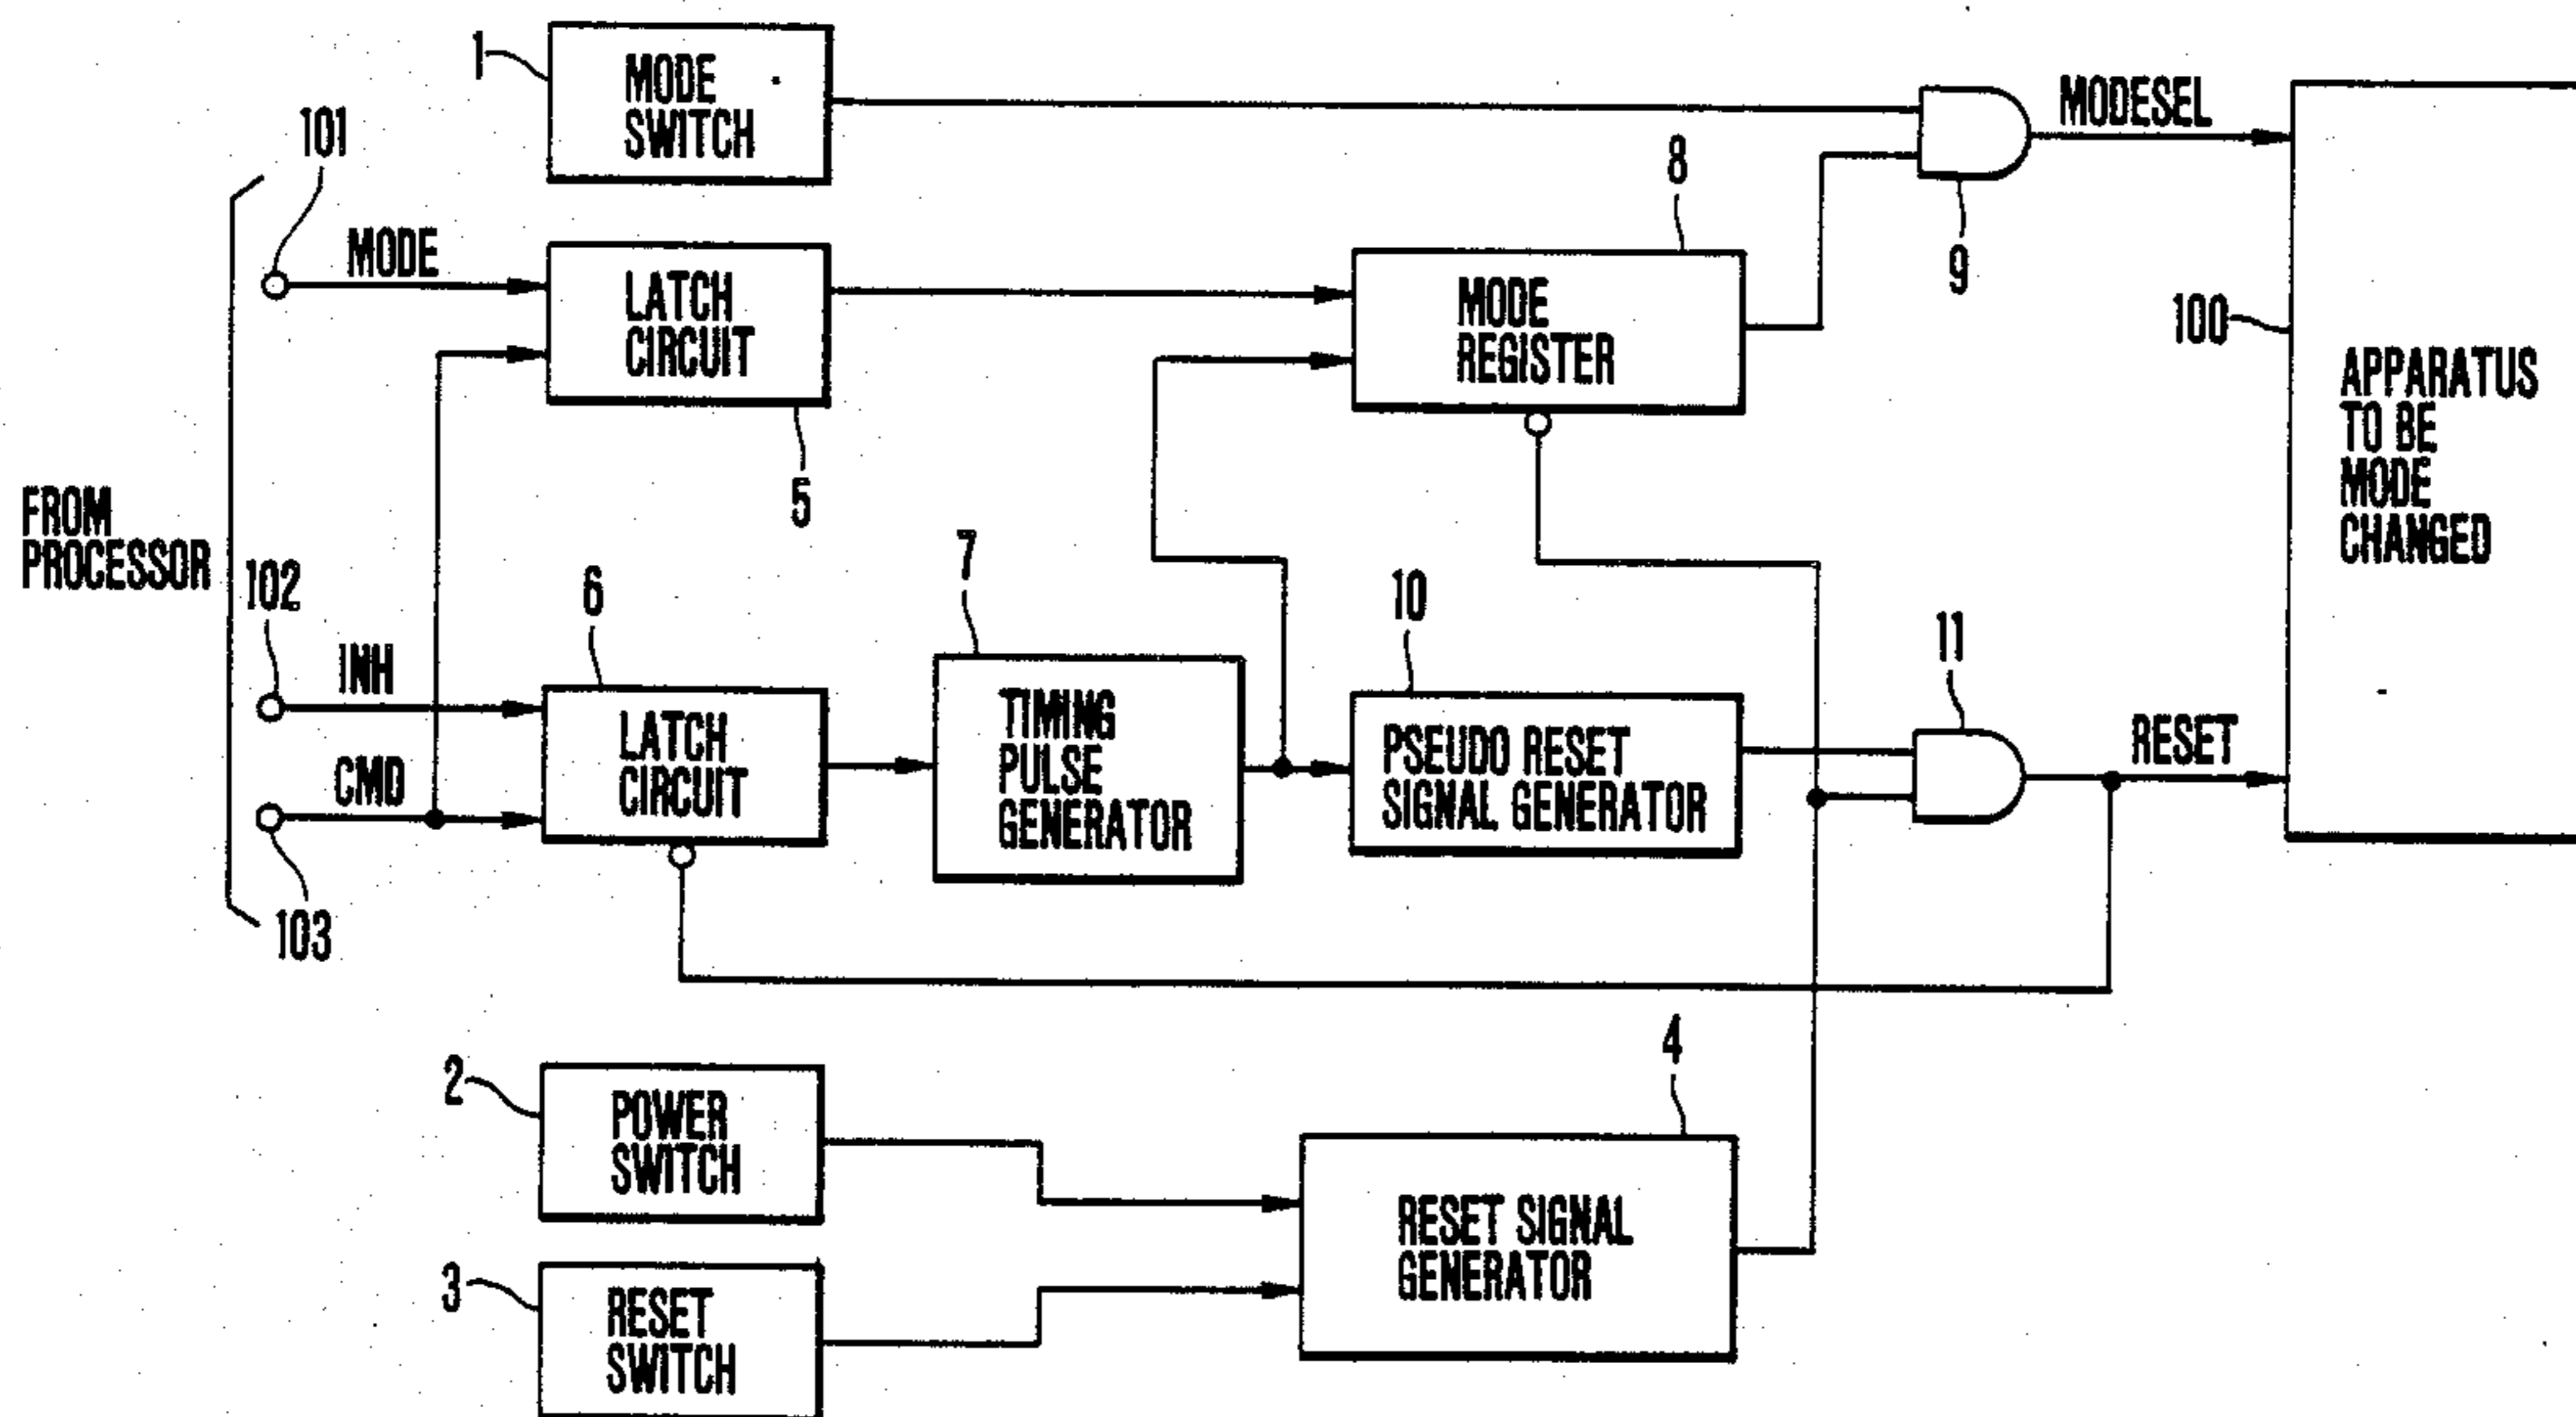 1
MODE
SWITCH
101
MODE
LATCH
CIRCUIT
5
8
MODE
REGISTER
9
MODESEL
100
APPARATUS
TO BE
MODE
CHANGED
FROM
PROCESSOR
102
INH
CMD
103
6
LATCH
CIRCUIT
7
TIMING
PULSE
GENERATOR
10
PSEUDO RESET
SIGNAL GENERATOR
11
RESET
2
POWER
SWITCH
3
RESET
SWITCH
4
RESET SIGNAL
GENERATOR